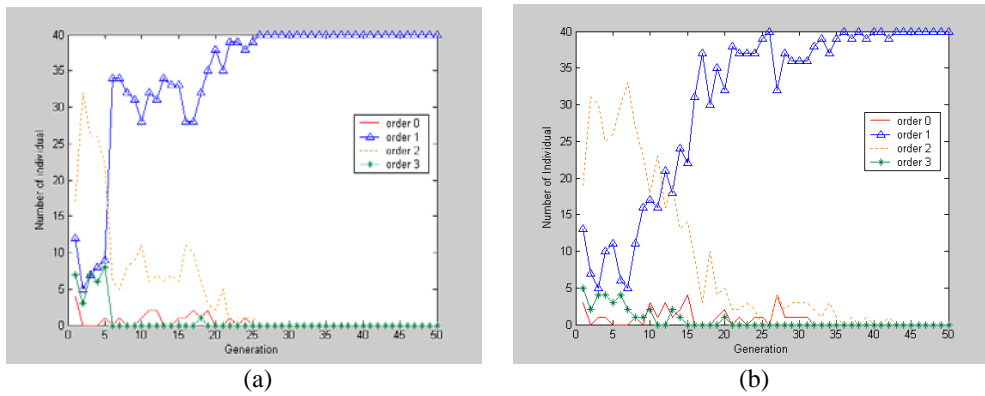 40
35
30
25
20
15
10
5
0
Number of individual
order 0
order 1
order 2
order 3
0 5 10 15 20 25 30 35 40 45 50
Generation
(a)
40
35
30
25
20
15
10
5
0
Number of Individual
order 0
order 1
order 2
order 3
0 5 10 15 20 25 30 35 40 45 50
Generation
(b)